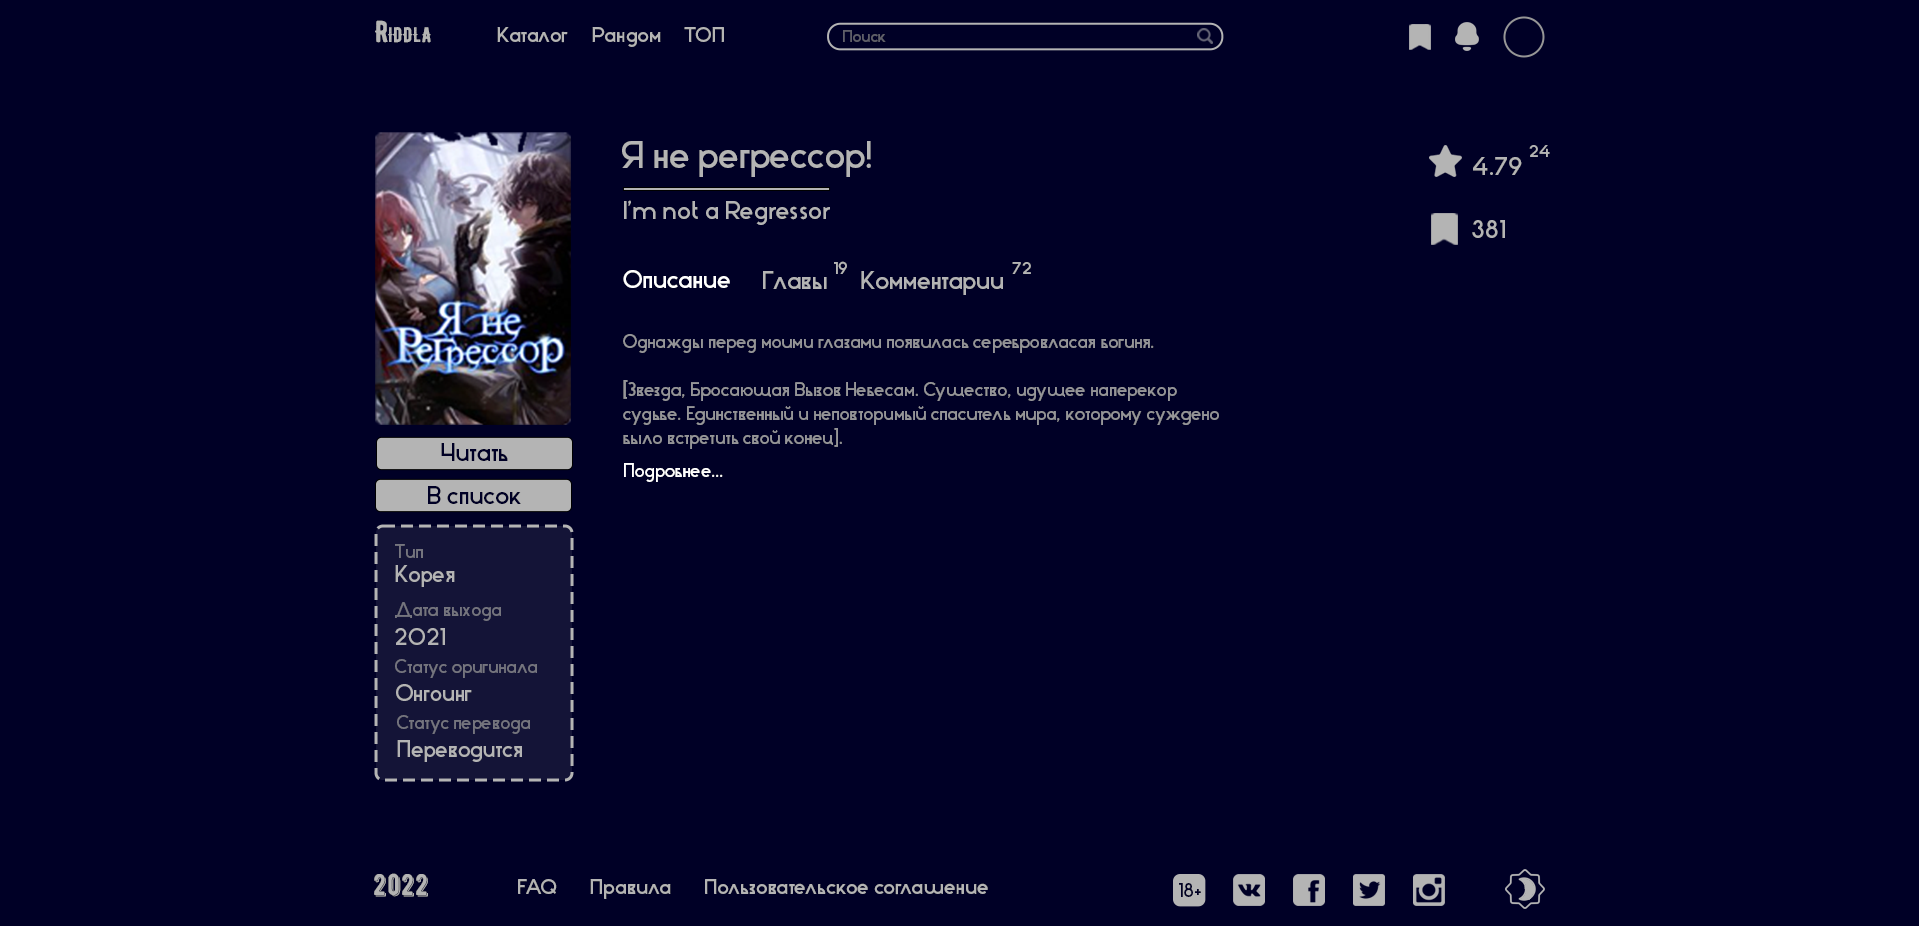 Riddla
Каталог Рандом ТОП
Поиск
Я не регрессор!
I'm not a Regressor
4.79 24
381
Описание Главы 19 Комментарии 72
Однажды перед моими глазами появилась серебровласая богиня.
[Звезда, Бросающая Вызов Небесам. Существо, идущее наперекор
судьбе. Единственный и неповторимый спаситель мира, которому суждено
было встретить свой конец].
Подробнее...
Я не
Регрессор
Читать
В список
Тип
Корея
Дата выхода
2021
Статус оригинала
Онгоинг
Статус перевода
Переводится
2022
FAQ Правила Пользовательское соглашение
18+